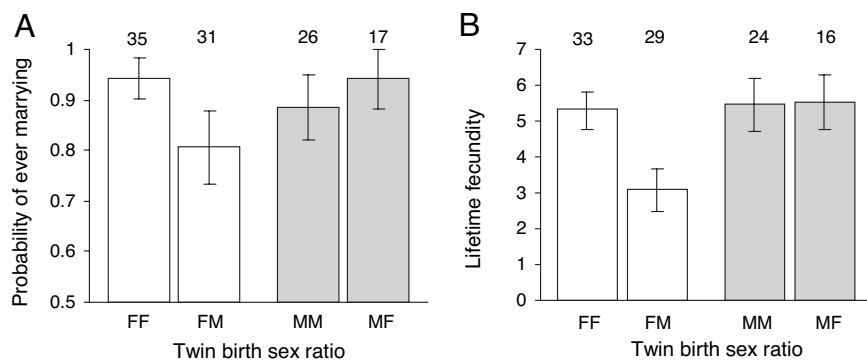 A
Probability of ever marrying
1
0.9
0.8
0.7
0.6
0.5
35 31 26 17
FF FM MM MF
Twin birth sex ratio
B
Lifetime fecundity
7
6
5
4
3
2
1
0
33 29 24 16
FF FM MM MF
Twin birth sex ratio